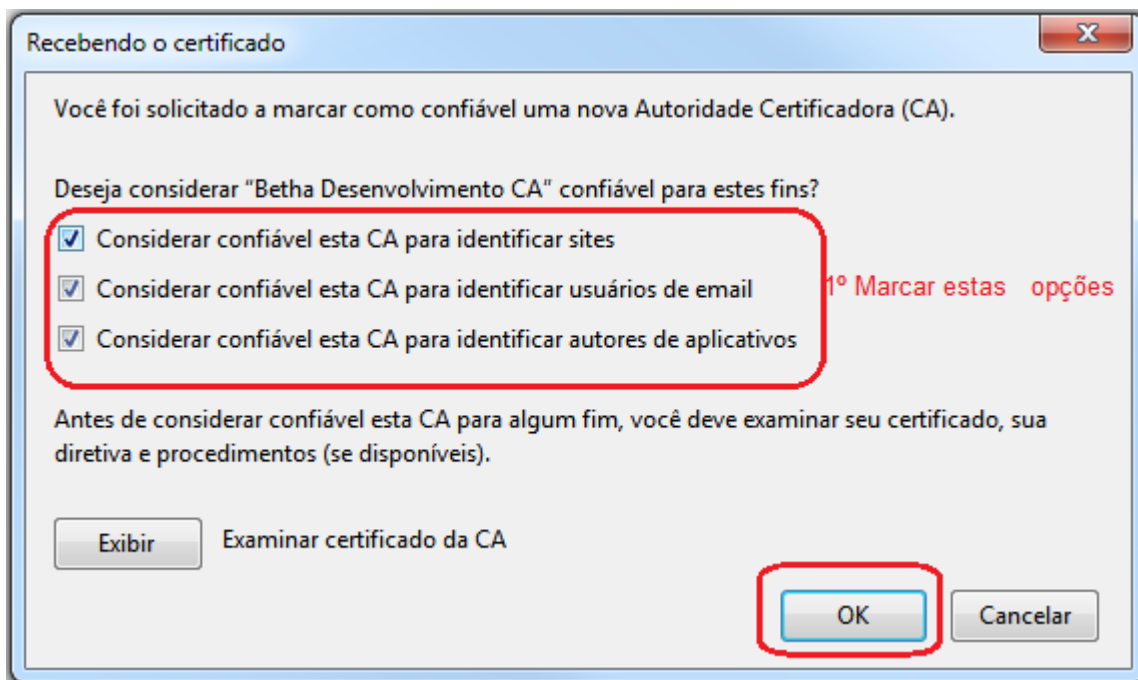 Recebendo o certificado
Você foi solicitado a marcar como confiável uma nova Autoridade Certificadora (CA).
Deseja considerar “Betha Desenvolvimento CA” confiável para estes fins?
Considerar confiável esta CA para identificar sites
Considerar confiável esta CA para identificar usuários de email
1º Marcar estas opções
Considerar confiável esta CA para identificar autores de aplicativos
Antes de considerar confiável esta CA para algum fim, você deve examinar seu certificado, sua
diretiva e procedimentos (se disponíveis).
Exibir Examinar certificado da CA
OK Cancelar